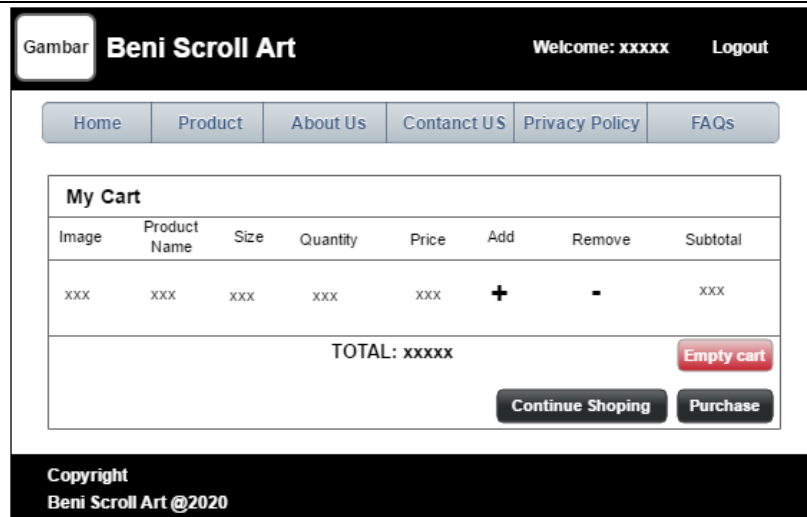 Gambar Beni Scroll Art Welcome: xxxxx Logout
Home Product About Us Contanct US Privacy Policy FAQs
My Cart
Image Product Name Size Quantity Price Add Remove Subtotal
xxx xxx xxx xxx xxx + - xxx
TOTAL: xxxxx
Empty cart
Continue Shoping Purchase
Copyright
Beni Scroll Art @2020